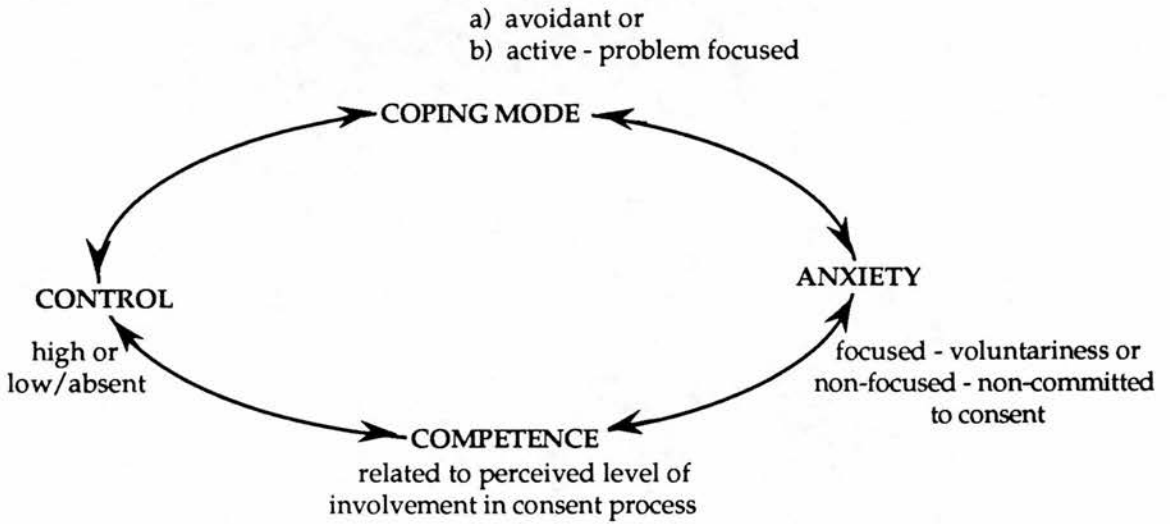 a) avoidant or
b) active - problem focused
COPING MODE
ANXIETY
focused - voluntariness or
non-focused - non-committed
to consent
CONTROL
high or
low/absent
COMPETENCE
related to perceived level of
involvement in consent process